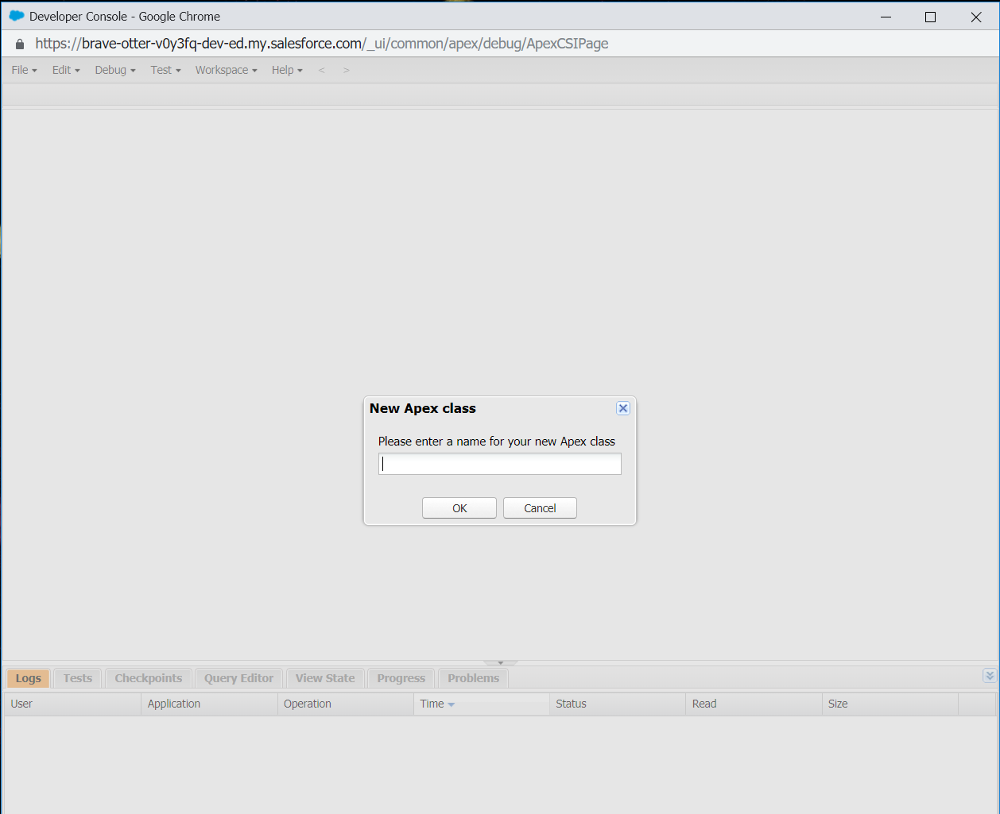 Developer Console - Google Chrome
https://brave-otter-v0y3fq-dev-ed.my.salesforce.com/_ui/common/apex/debug/ApexCSIPage
File Edit Debug Test Workspace Help < >
New Apex class
Please enter a name for your new Apex class
OK Cancel
Logs Tests Checkpoints Query Editor View State Progress Problems
User Application Operation Time Status Read Size